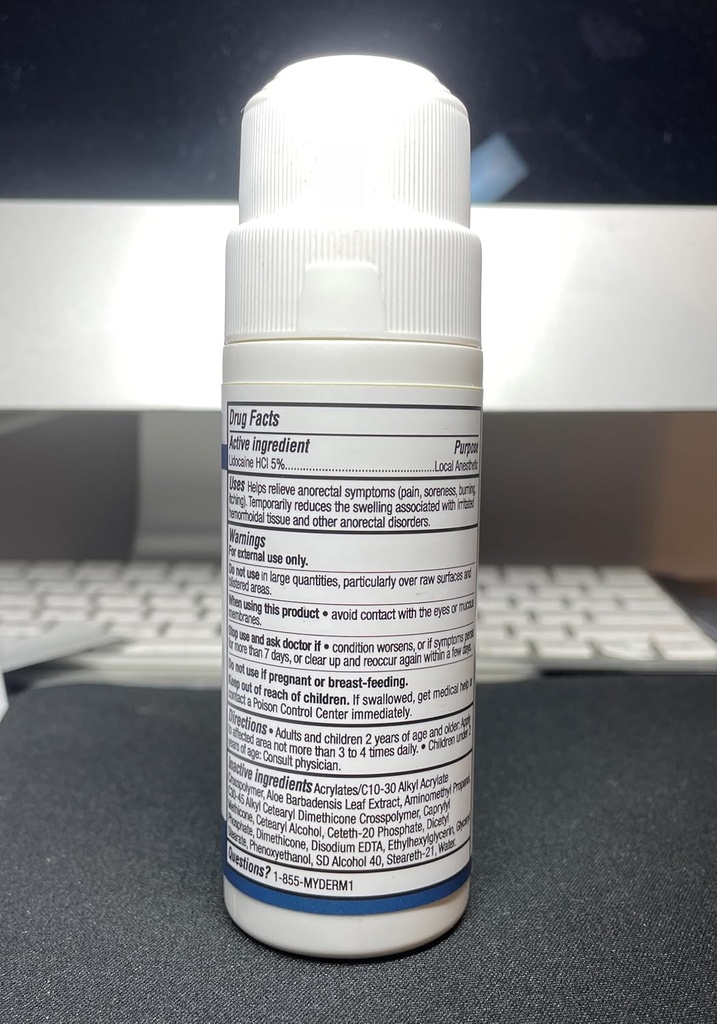 Drug Facts
Active ingredient Purpose
Lidocaine HCl 5%..........................................Local Anesthetic
Uses Helps relieve anorectal symptoms (pain, soreness, burning,
itching). Temporarily reduces the swelling associated with irritated
hemorrhoidal tissue and other anorectal disorders.
Warnings
For external use only.
Do not use in large quantities, particularly over raw surfaces and
blistered areas.
When using this product • avoid contact with the eyes or mucous
membranes.
Stop use and ask doctor if • condition worsens, or if symptoms persist
for more than 7 days, or clear up and reoccur again within a few days.
Do not use if pregnant or breast-feeding.
Keep out of reach of children. If swallowed, get medical help or
contact a Poison Control Center immediately.
Directions • Adults and children 2 years of age and older: Apply
to affected area not more than 3 to 4 times daily. • Children under 2
years of age: Consult physician.
Inactive ingredients Acrylates/C10-30 Alkyl Acrylate
Crosspolymer, Aloe Barbadensis Leaf Extract, Aminomethyl Propanol,
C30-45 Alkyl Cetearyl Dimethicone Crosspolymer, Caprylyl
Methicone, Cetearyl Alcohol, Ceteth-20 Phosphate, Dicetyl
Phosphate, Dimethicone, Disodium EDTA, Ethylhexylglycerin, Glyceryl
Stearate, Phenoxyethanol, SD Alcohol 40, Steareth-21, Water.
Questions? 1-855-MYDERM1